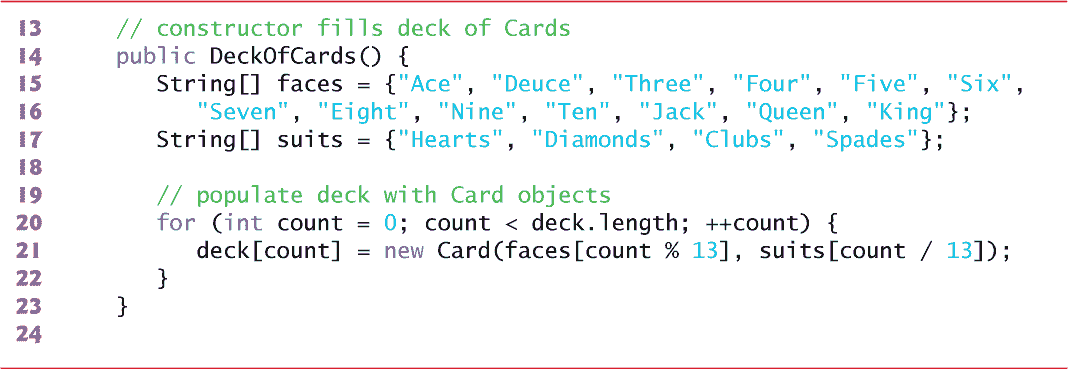 13 // constructor fills deck of Cards
14 public DeckOfCards() {
15 String[] faces = {"Ace", "Deuce", "Three", "Four", "Five", "Six",
16 "Seven", "Eight", "Nine", "Ten", "Jack", "Queen", "King"};
17 String[] suits = {"Hearts", "Diamonds", "Clubs", "Spades"};
18
19 // populate deck with Card objects
20 for (int count = 0; count < deck.length; ++count) {
21 deck[count] = new Card(faces[count % 13], suits[count / 13]);
22 }
23 }
24